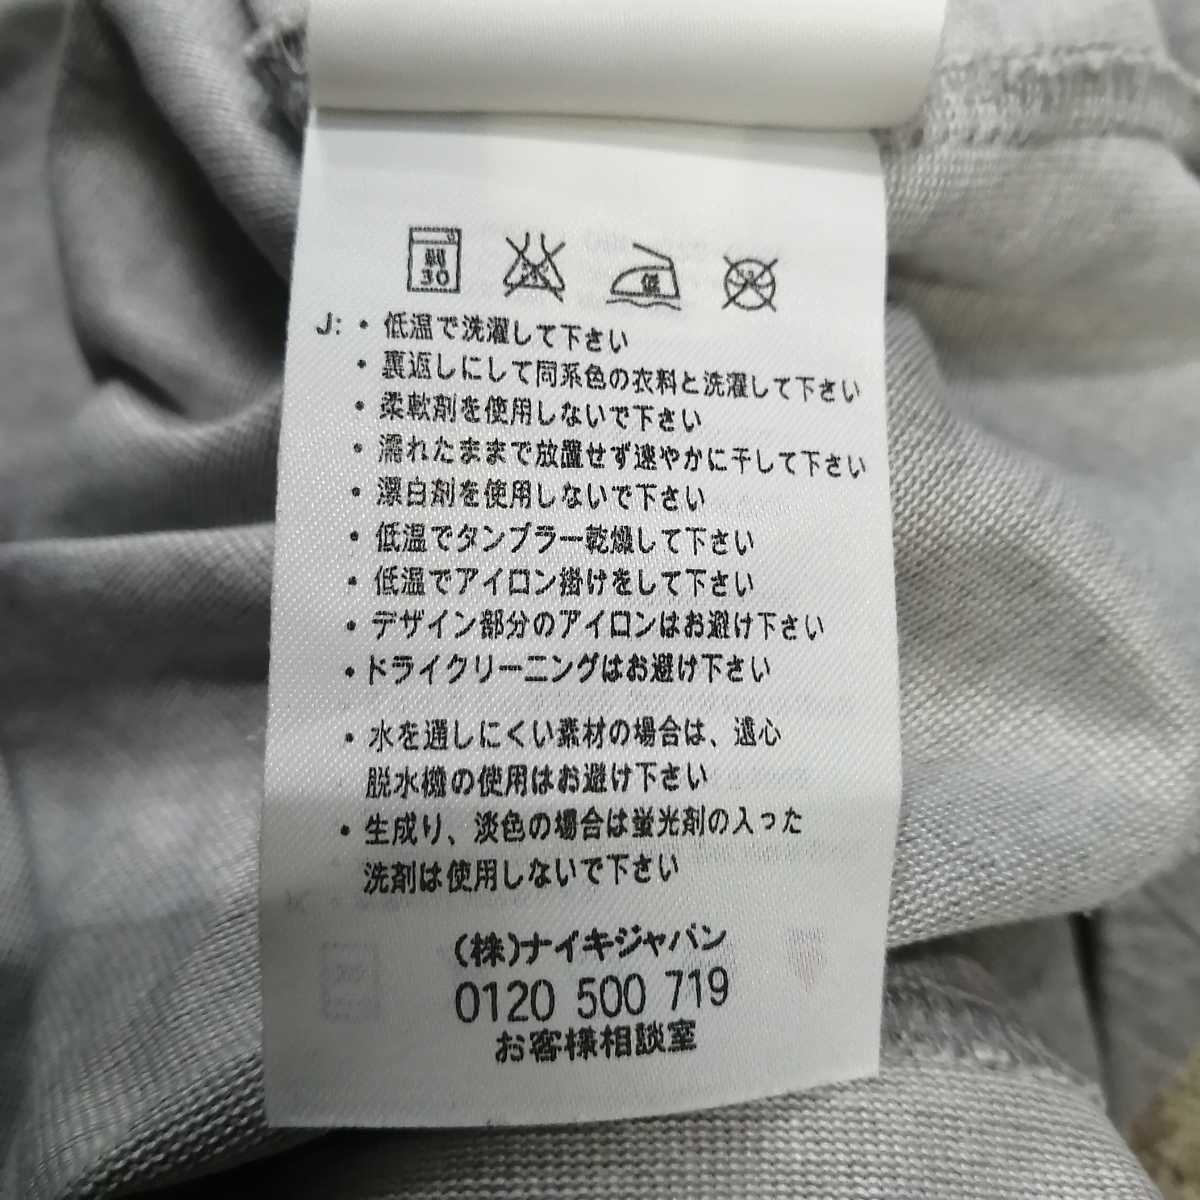 弱
30
低
J: ・ 低温で洗濯して下さい
・ 裏返しにして同系色の衣料と洗濯して下さい
・ 柔軟剤を使用しないで下さい
・ 濡れたままで放置せず速やかに干して下さい
・ 漂白剤を使用しないで下さい
・ 低温でタンブラー乾燥して下さい
・ 低温でアイロン掛けをして下さい
・ デザイン部分のアイロンはお避け下さい
・ ドライクリーニングはお避け下さい
・ 水を通しにくい素材の場合は、遠心
脱水機の使用はお避け下さい
・ 生成り、淡色の場合は蛍光剤の入った
洗剤は使用しないで下さい
(株)ナイキジャパン
0120 500 719
お客様相談室